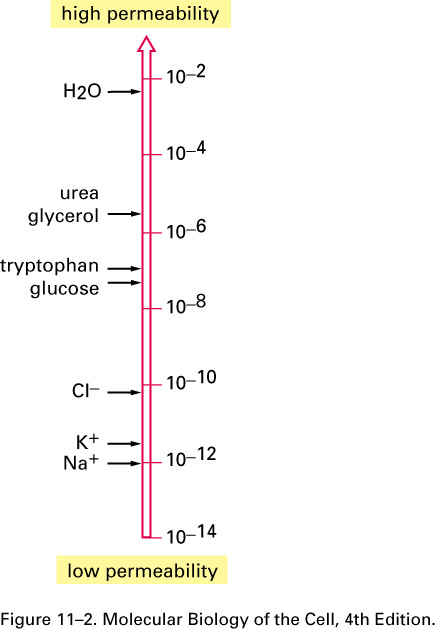 high permeability
10–2
H2O
10–4
urea
glycerol
10–6
tryptophan
glucose
10–8
10–10
Cl–
K+
10–12
Na+
10–14
low permeability
Figure 11–2. Molecular Biology of the Cell, 4th Edition.